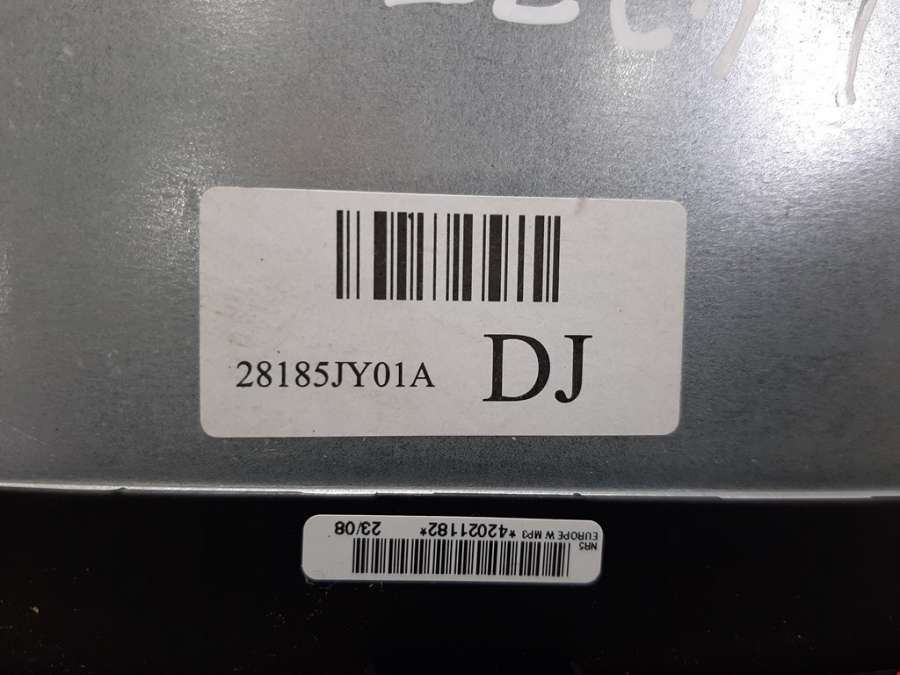 28185JY01A DJ
NR5
EUROPE W MP3 *42021182* 23/08